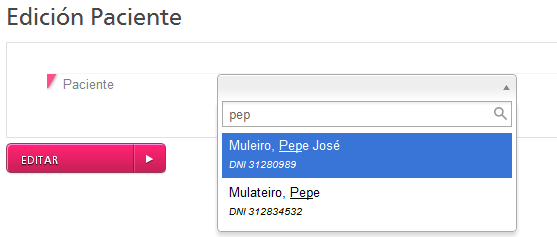 Edición Paciente
Paciente
pep
Muleiro, Pepe José
DNI 31280989
Mulateiro, Pepe
DNI 312834532
EDITAR